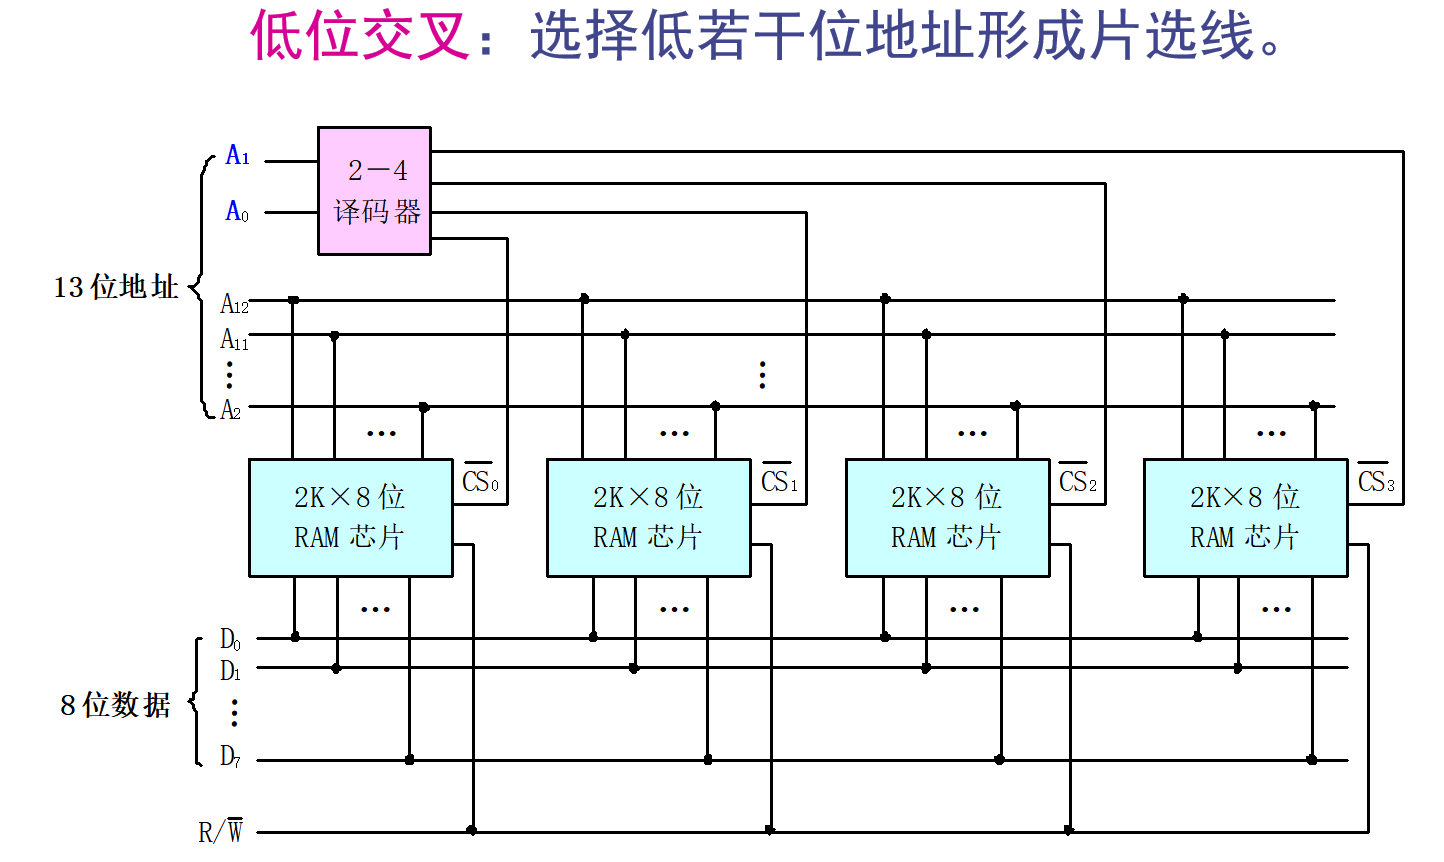 低位交叉：选择低若干位地址形成片选线。
A1
2－4
译码器
A0
13位地址
A12
A11
⋮
⋮
A2
… … … …
CS0 CS1 CS2 CS3
2K×8位 2K×8位 2K×8位 2K×8位
RAM芯片 RAM芯片 RAM芯片 RAM芯片
… … … …
D0
D1
8位数据
⋮
D7
R/W̅